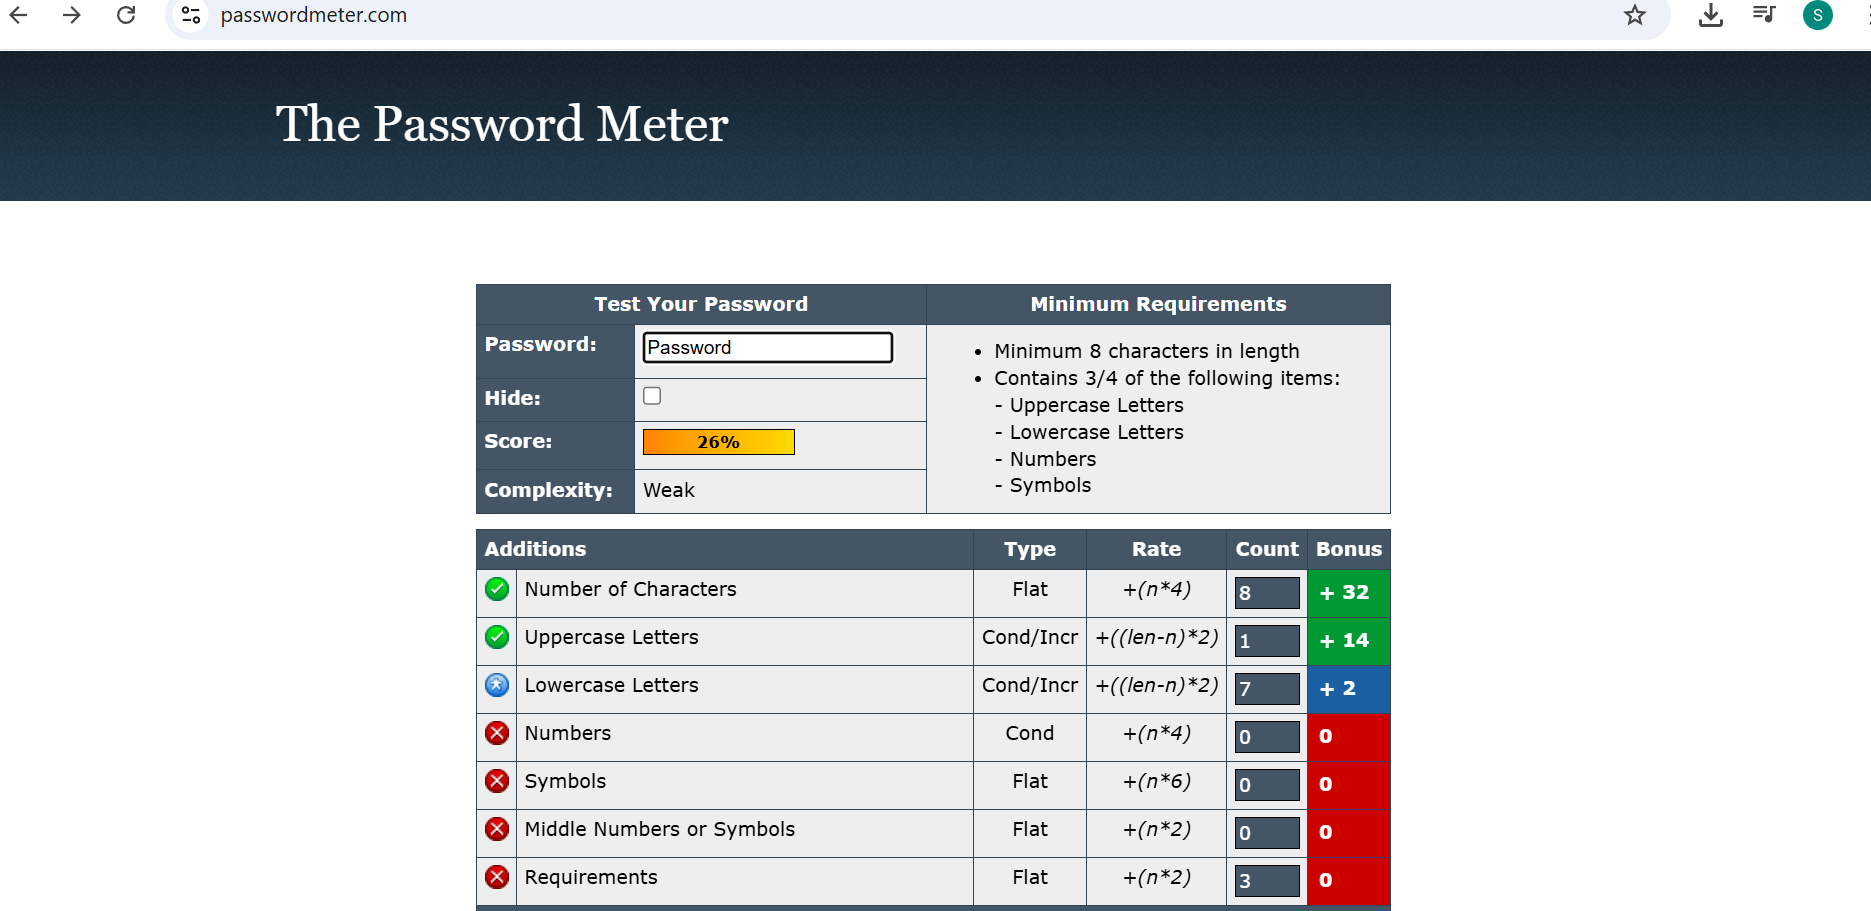 passwordmeter.com
S
The Password Meter
Test Your Password
Minimum Requirements
Password:
Password
Hide:
Score:
26%
Complexity:
Weak
• Minimum 8 characters in length
• Contains 3/4 of the following items:
- Uppercase Letters
- Lowercase Letters
- Numbers
- Symbols
Additions Type Rate Count Bonus
Number of Characters Flat +(n*4) 8 + 32
Uppercase Letters Cond/Incr +((len-n)*2) 1 + 14
Lowercase Letters Cond/Incr +((len-n)*2) 7 + 2
Numbers Cond +(n*4) 0 0
Symbols Flat +(n*6) 0 0
Middle Numbers or Symbols Flat +(n*2) 0 0
Requirements Flat +(n*2) 3 0